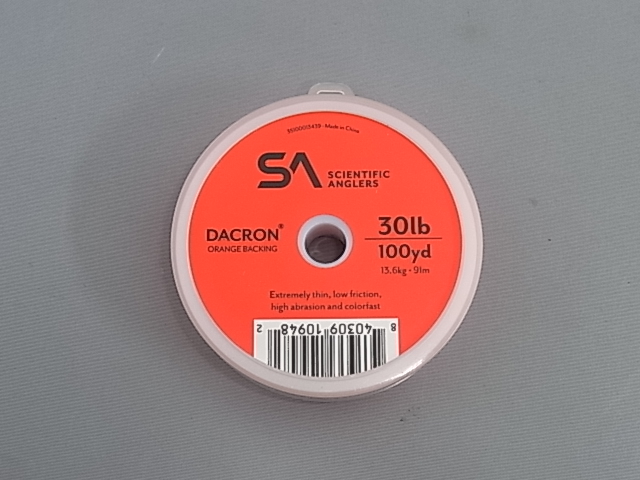 35100015439 · Made in China
SA SCIENTIFIC
ANGLERS
DACRON®
ORANGE BACKING
30lb
100yd
13.6kg · 91m
Extremely thin, low friction,
high abrasion and colorfast
8 40309 10948 2